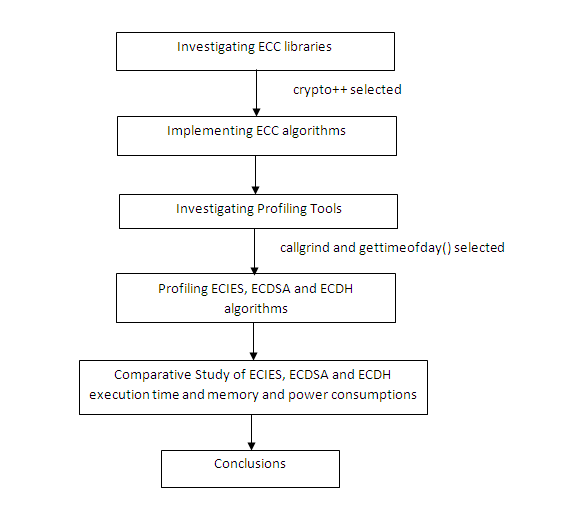 Investigating ECC libraries
crypto++ selected
Implementing ECC algorithms
Investigating Profiling Tools
callgrind and gettimeofday() selected
Profiling ECIES, ECDSA and ECDH
algorithms
Comparative Study of ECIES, ECDSA and ECDH
execution time and memory and power consumptions
Conclusions